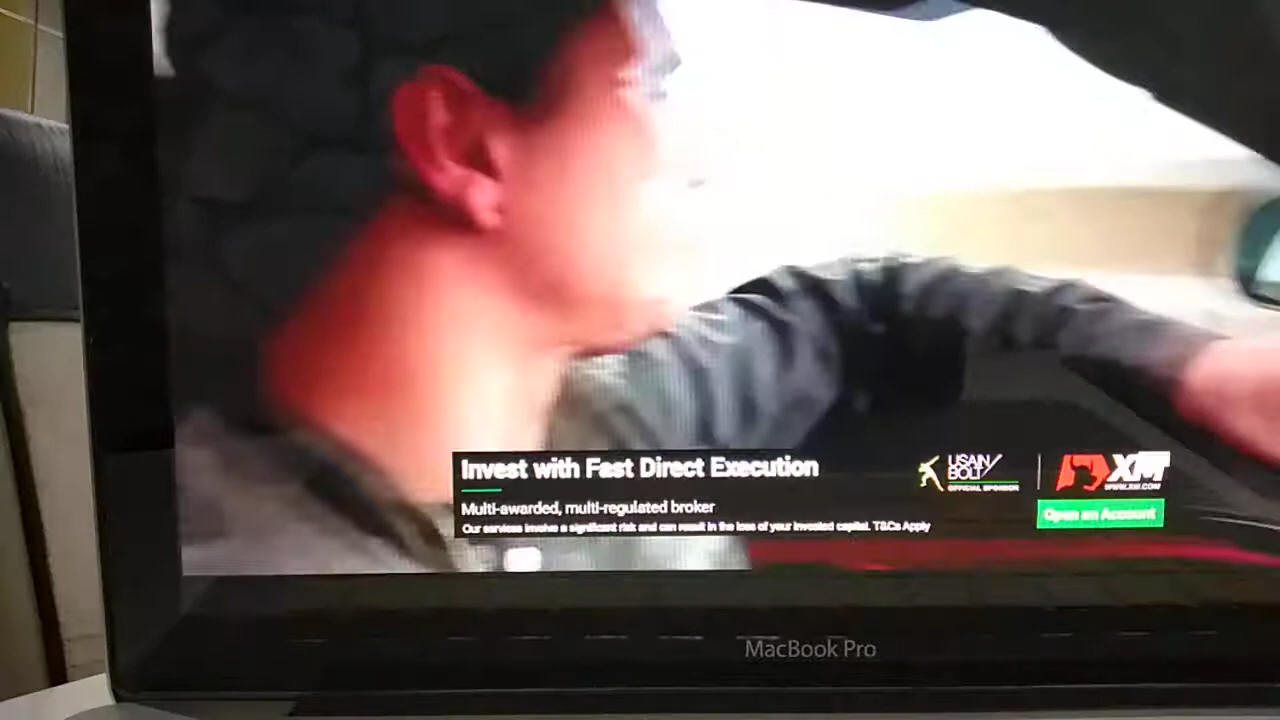 Invest with Fast Direct Execution
Multi-awarded, multi-regulated broker
Our services involve a significant risk and can result in the loss of your invested capital. T&Cs Apply
USAIN
BOLT
OFFICIAL SPONSOR
XM
WWW.XM.COM
Open an Account
MacBook Pro